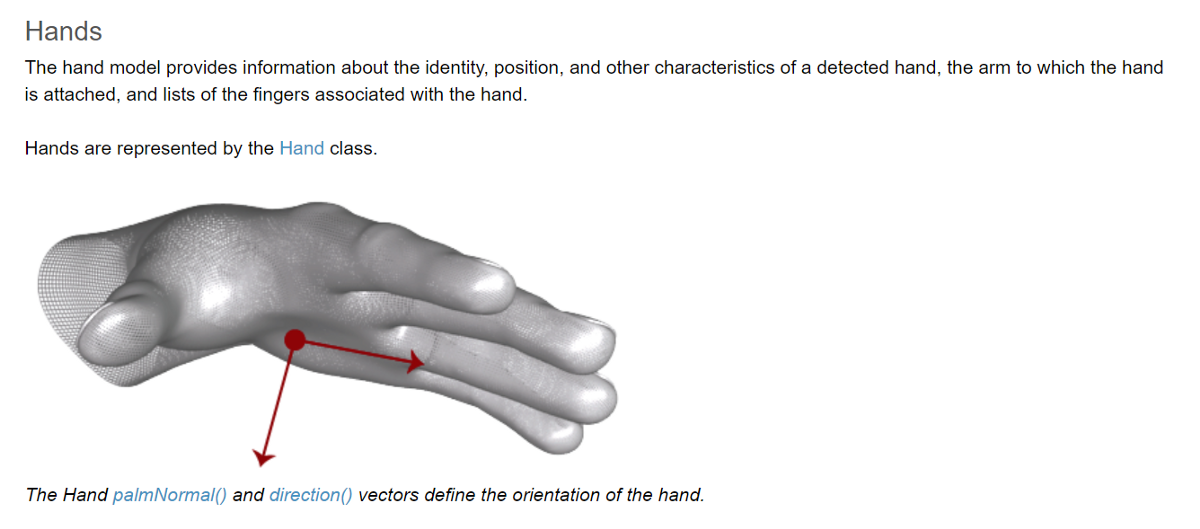 Hands
The hand model provides information about the identity, position, and other characteristics of a detected hand, the arm to which the hand
is attached, and lists of the fingers associated with the hand.
Hands are represented by the Hand class.
The Hand palmNormal() and direction() vectors define the orientation of the hand.